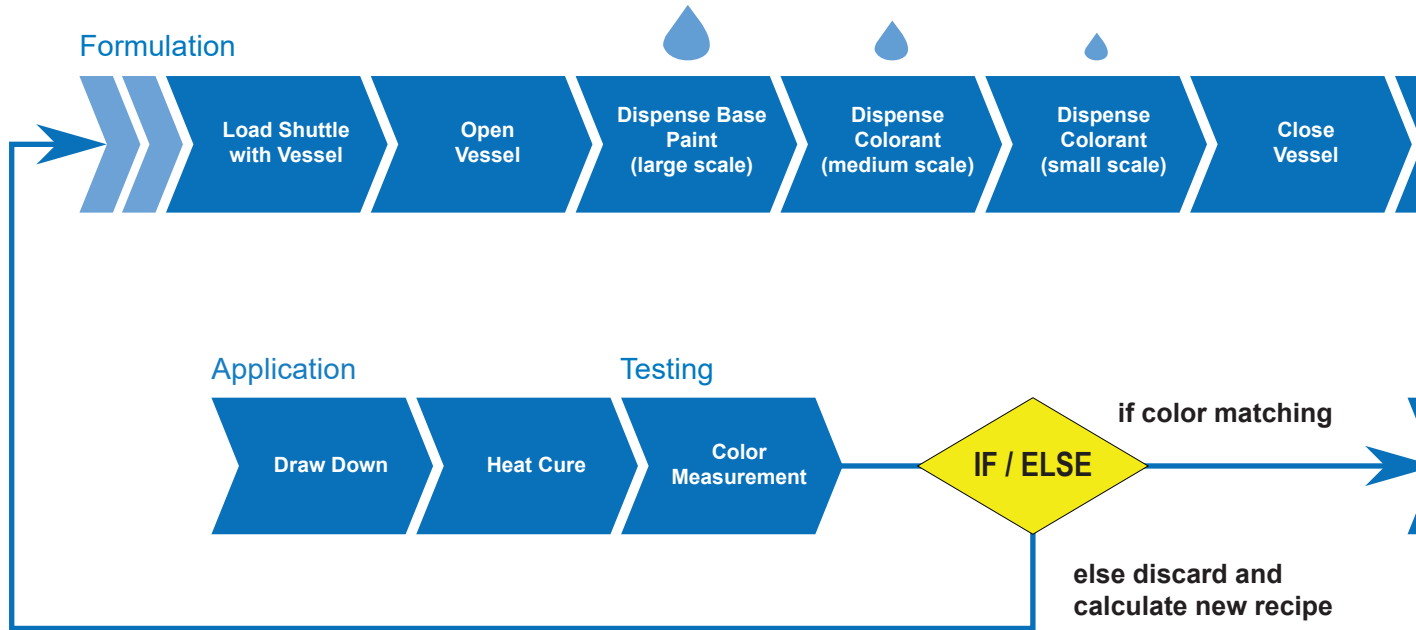 Formulation
Load Shuttle
with Vessel
Open
Vessel
Dispense Base
Paint
(large scale)
Dispense
Colorant
(medium scale)
Dispense
Colorant
(small scale)
Close
Vessel
Application
Testing
Draw Down
Heat Cure
Color
Measurement
IF / ELSE
if color matching
else discard and
calculate new recipe